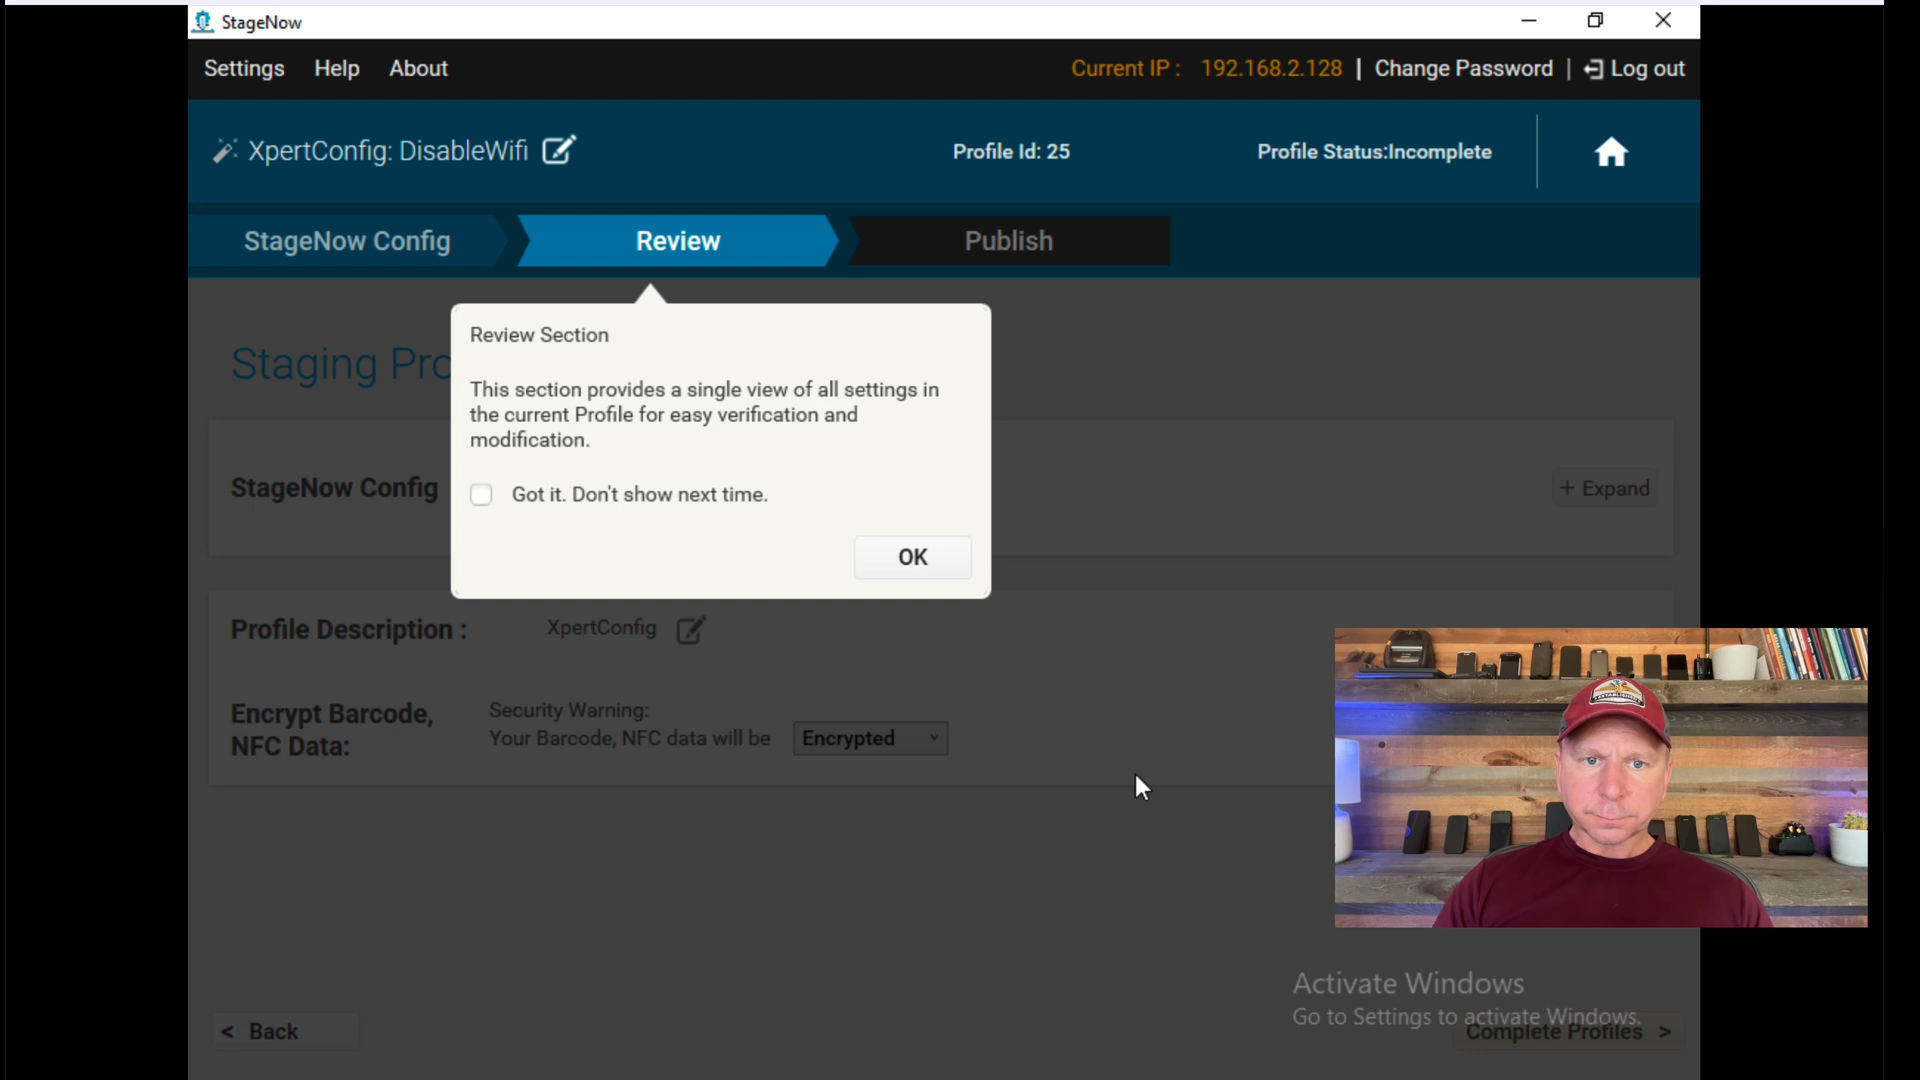 StageNow
Settings Help About Current IP : 192.168.2.128 | Change Password | Log out
XpertConfig: DisableWifi Profile Id: 25 Profile Status:Incomplete
StageNow Config Review Publish
Staging Pro
Review Section
This section provides a single view of all settings in
the current Profile for easy verification and
modification.
Got it. Don't show next time.
OK
StageNow Config + Expand
Profile Description : XpertConfig
Encrypt Barcode,
NFC Data:
Security Warning:
Your Barcode, NFC data will be Encrypted
Activate Windows
Go to Settings to activate Windows.
< Back Complete Profiles >